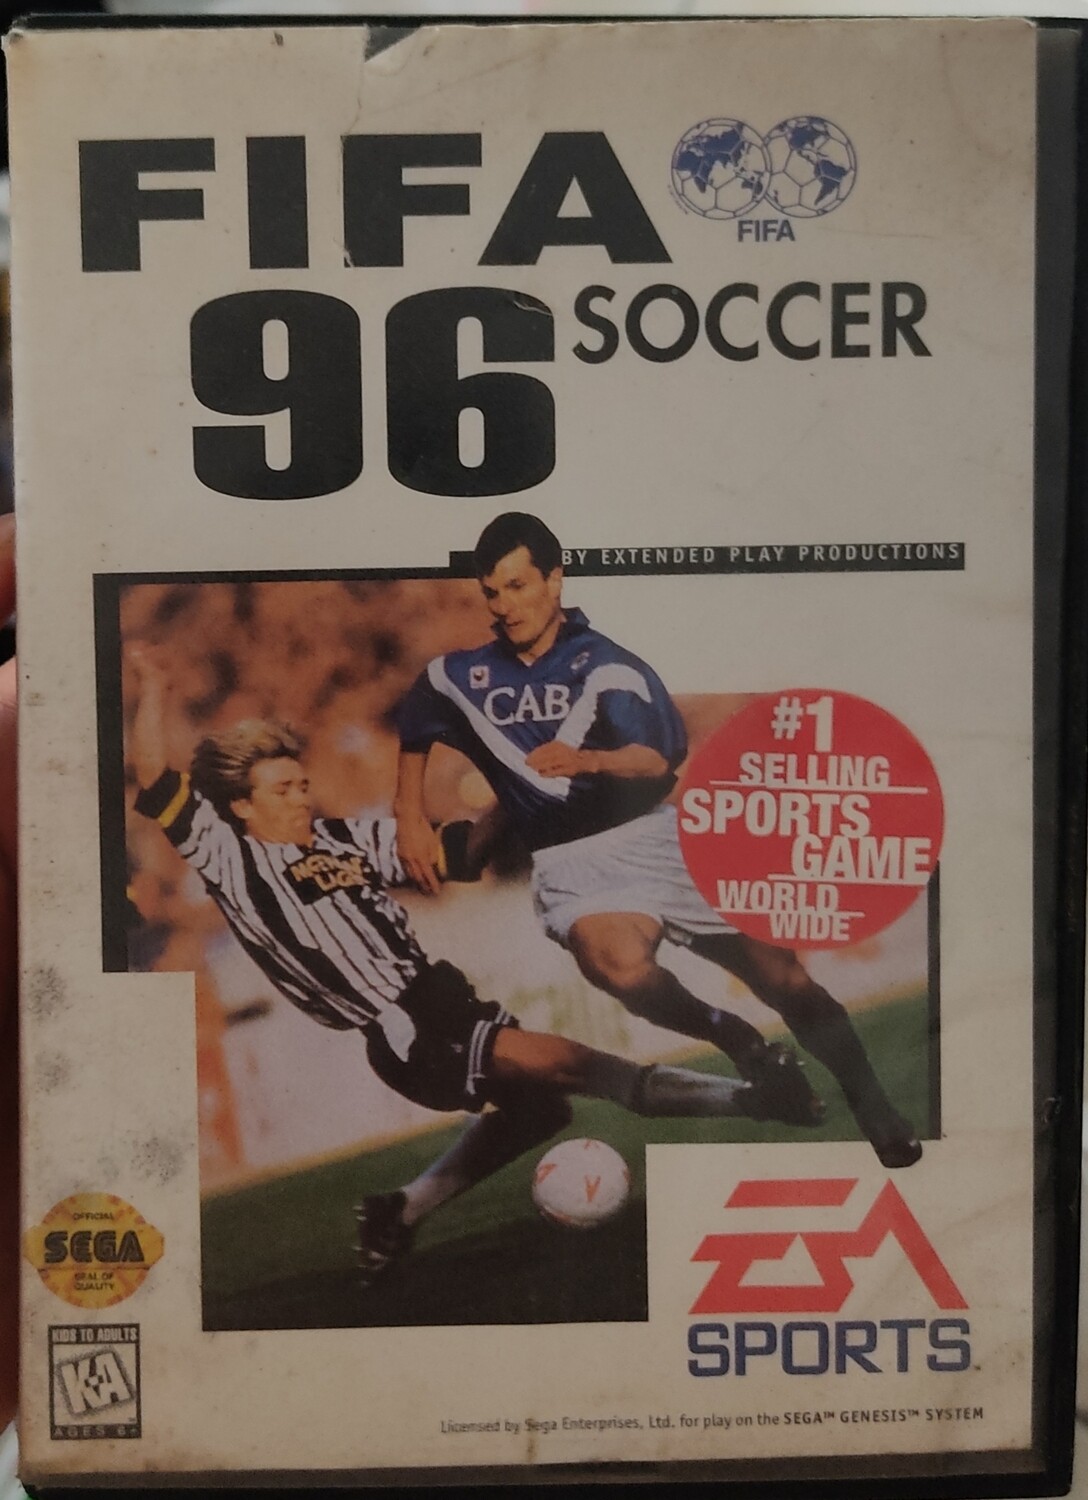 FIFA
FIFA
96 SOCCER
BY EXTENDED PLAY PRODUCTIONS
CAB
#1
SELLING
SPORTS
GAME
WORLD
WIDE
OFFICIAL
SEGA
SEAL OF
QUALITY
EA
SPORTS
KIDS TO ADULTS
K-A
AGES 6+
Licensed by Sega Enterprises, Ltd. for play on the SEGA™ GENESIS™ SYSTEM